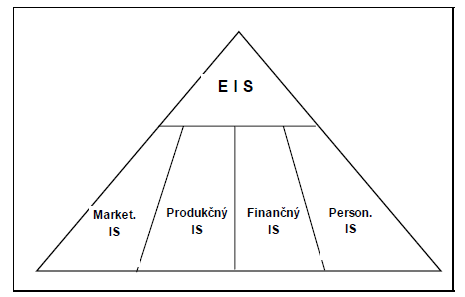 E I S
Market.
IS
Produkčný
IS
Finančný
IS
Person.
IS